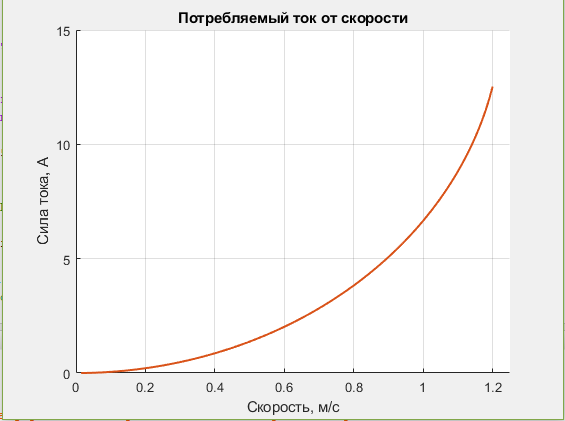 Потребляемый ток от скорости
15
10
5
0
Сила тока, А
0 0.2 0.4 0.6 0.8 1 1.2
Скорость, м/с